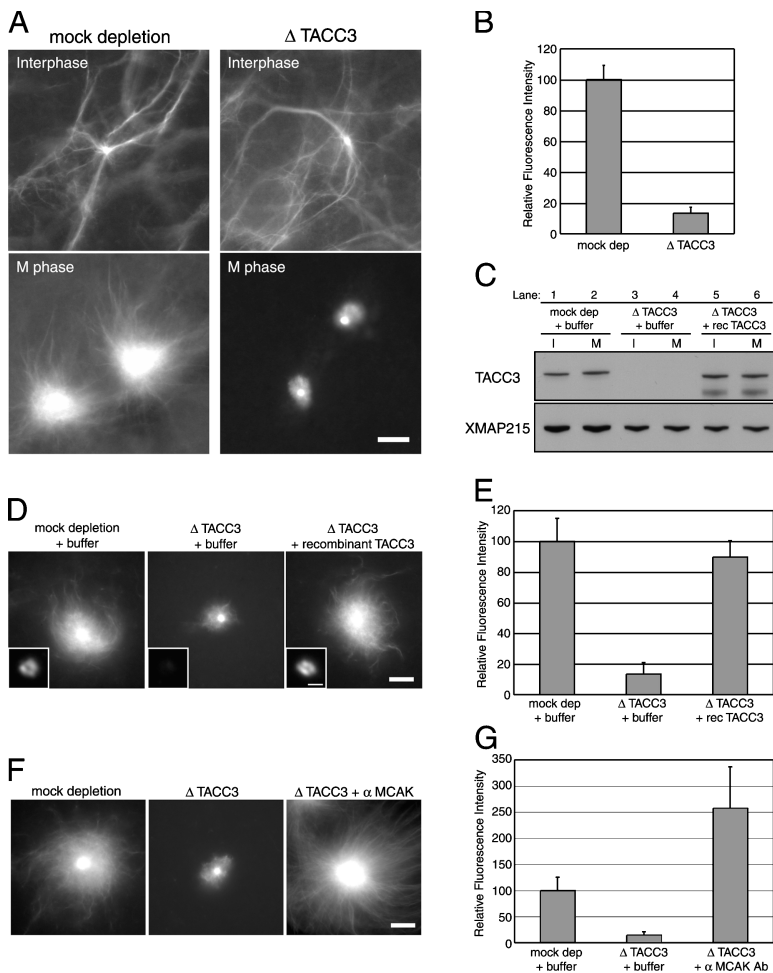 A
mock depletion
Δ TACC3
Interphase
Interphase
M phase
M phase
B
Relative Fluorescence Intensity
120
100
80
60
40
20
0
mock dep
Δ TACC3
C
Lane: 1 2 3 4 5 6
mock dep + buffer
Δ TACC3 + buffer
Δ TACC3 + rec TACC3
I M I M I M
TACC3
XMAP215
D
mock depletion
+ buffer
Δ TACC3
+ buffer
Δ TACC3
+ recombinant TACC3
E
Relative Fluorescence Intensity
120
100
80
60
40
20
0
mock dep
+ buffer
Δ TACC3
+ buffer
Δ TACC3
+ rec TACC3
F
mock depletion
Δ TACC3
Δ TACC3 + α MCAK
G
Relative Fluorescence Intensity
350
300
250
200
150
100
50
0
mock dep
+ buffer
Δ TACC3
+ buffer
Δ TACC3
+ α MCAK Ab